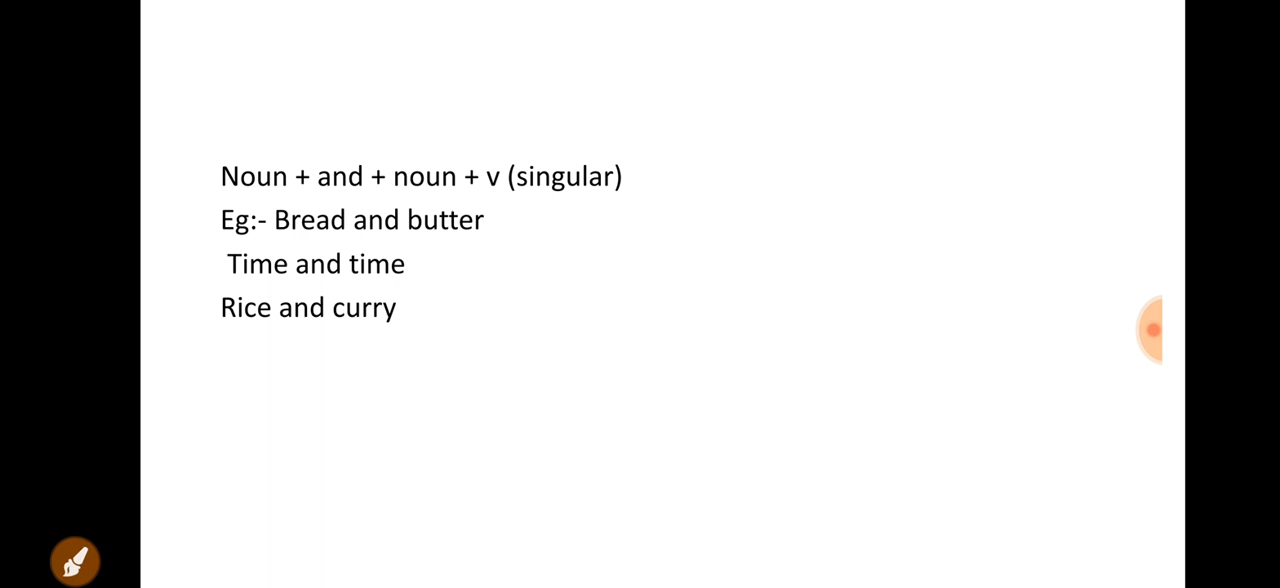 Noun + and + noun + v (singular)
Eg:- Bread and butter
Time and time
Rice and curry